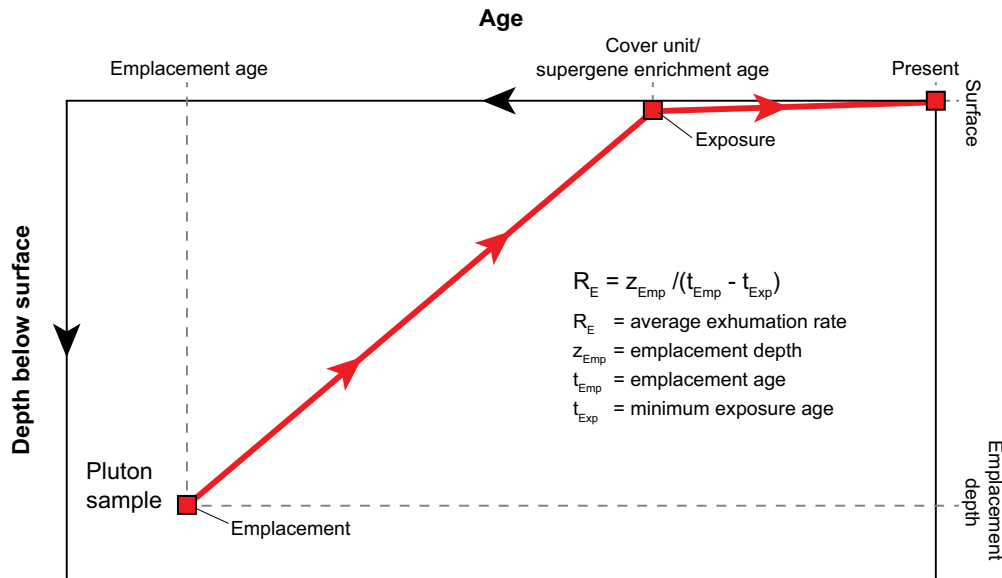 Age
Emplacement age
Cover unit/
supergene enrichment age
Present
Surface
Exposure
Depth below surface
R_E = z_Emp /(t_Emp - t_Exp)
R_E = average exhumation rate
z_Emp = emplacement depth
t_Emp = emplacement age
t_Exp = minimum exposure age
Pluton
sample
Emplacement
Emplacement
depth